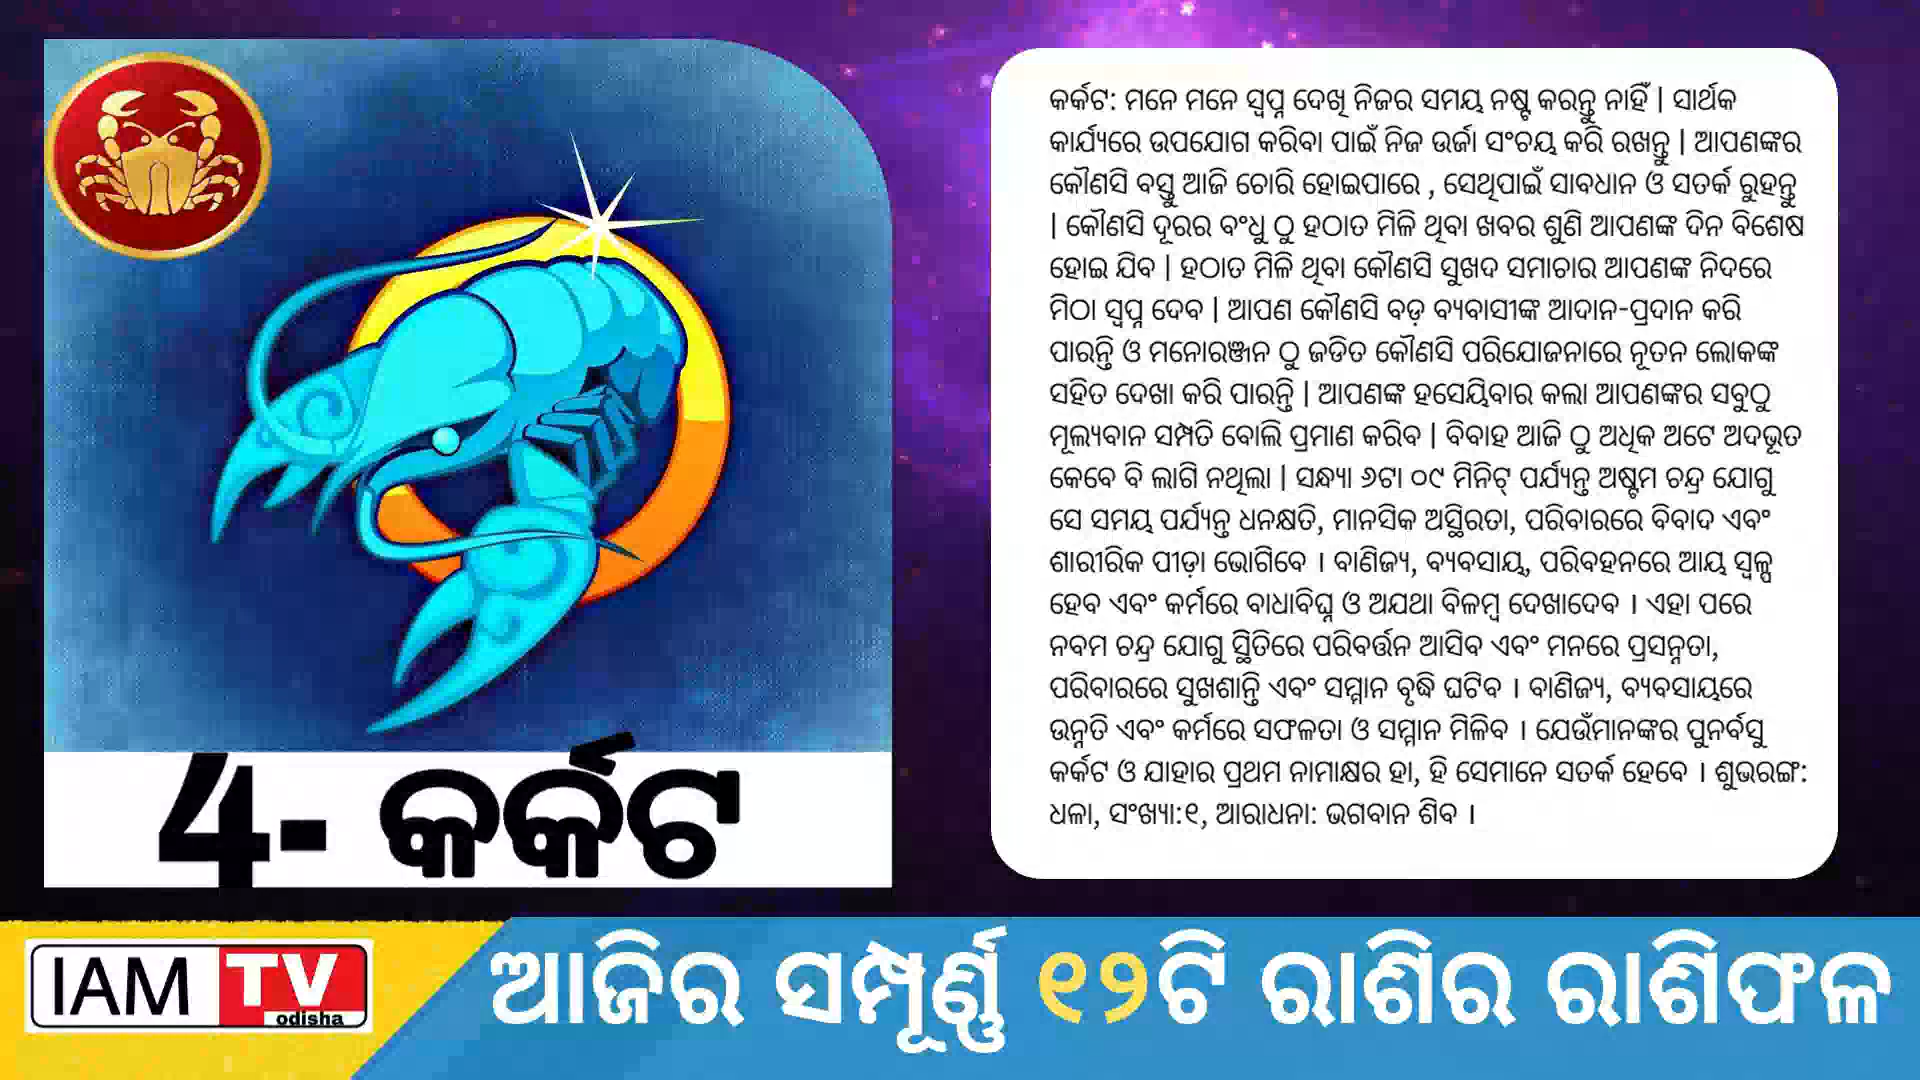 କର୍କଟ: ମନେ ମନେ ସ୍ୱପ୍ନ ଦେଖି ନିଜର ସମୟ ନଷ୍ଟ କରନ୍ତୁ ନାହିଁ | ସାର୍ଥକ
କାର୍ଯ୍ୟରେ ଉପଯୋଗ କରିବା ପାଇଁ ନିଜ ଉର୍ଜା ସଂଚୟ କରି ରଖନ୍ତୁ | ଆପଣଙ୍କର
କୌଣସି ବସ୍ତୁ ଆଜି ଚୋରି ହୋଇପାରେ , ସେଥିପାଇଁ ସାବଧାନ ଓ ସତର୍କ ରୁହନ୍ତୁ
| କୌଣସି ଦୂରର ବଂଧୁ ଠୁ ହଠାତ ମିଳି ଥିବା ଖବର ଶୁଣି ଆପଣଙ୍କ ଦିନ ବିଶେଷ
ହୋଇ ଯିବ | ହଠାତ ମିଳି ଥିବା କୌଣସି ସୁଖଦ ସମାଚାର ଆପଣଙ୍କ ନିଦରେ
ମିଠା ସ୍ୱପ୍ନ ଦେବ | ଆପଣ କୌଣସି ବଡ଼ ବ୍ୟବାସୀଙ୍କ ଆଦାନ-ପ୍ରଦାନ କରି
ପାରନ୍ତି ଓ ମନୋରଞ୍ଜନ ଠୁ ଜଡିତ କୌଣସି ପରିଯୋଜନାରେ ନୂତନ ଲୋକଙ୍କ
ସହିତ ଦେଖା କରି ପାରନ୍ତି | ଆପଣଙ୍କ ହସେୟିବାର କଲା ଆପଣଙ୍କର ସବୁଠୁ
ମୂଲ୍ୟବାନ ସମ୍ପତି ବୋଲି ପ୍ରମାଣ କରିବ | ବିବାହ ଆଜି ଠୁ ଅଧିକ ଅଟେ ଅଦଭୂତ
କେବେ ବି ଲାଗି ନଥିଲା | ସନ୍ଧ୍ୟା ୬ଟା ୦୯ ମିନିଟ୍ ପର୍ଯ୍ୟନ୍ତ ଅଷ୍ଟମ ଚନ୍ଦ୍ର ଯୋଗୁ
ସେ ସମୟ ପର୍ଯ୍ୟନ୍ତ ଧନକ୍ଷତି, ମାନସିକ ଅସ୍ଥିରତା, ପରିବାରରେ ବିବାଦ ଏବଂ
ଶାରୀରିକ ପୀଡ଼ା ଭୋଗିବେ । ବାଣିଜ୍ୟ, ବ୍ୟବସାୟ, ପରିବହନରେ ଆୟ ସ୍ୱଳ୍ପ
ହେବ ଏବଂ କର୍ମରେ ବାଧାବିଘ୍ନ ଓ ଅଯଥା ବିଳମ୍ବ ଦେଖାଦେବ । ଏହା ପରେ
ନବମ ଚନ୍ଦ୍ର ଯୋଗୁ ସ୍ଥିତିରେ ପରିବର୍ତ୍ତନ ଆସିବ ଏବଂ ମନରେ ପ୍ରସନ୍ନତା,
ପରିବାରରେ ସୁଖଶାନ୍ତି ଏବଂ ସମ୍ମାନ ବୃଦ୍ଧି ଘଟିବ । ବାଣିଜ୍ୟ, ବ୍ୟବସାୟରେ
ଉନ୍ନତି ଏବଂ କର୍ମରେ ସଫଳତା ଓ ସମ୍ମାନ ମିଳିବ । ଯେଉଁମାନଙ୍କର ପୁନର୍ବସୁ
କର୍କଟ ଓ ଯାହାର ପ୍ରଥମ ନାମାକ୍ଷର ହା, ହି ସେମାନେ ସତର୍କ ହେବେ । ଶୁଭରଙ୍ଗ:
ଧଳା, ସଂଖ୍ୟା:୧, ଆରାଧନା: ଭଗବାନ ଶିବ ।
4- କର୍କଟ
IAM TV odisha
ଆଜିର ସମ୍ପୂର୍ଣ୍ଣ ୧୨ଟି ରାଶିର ରାଶିଫଳ